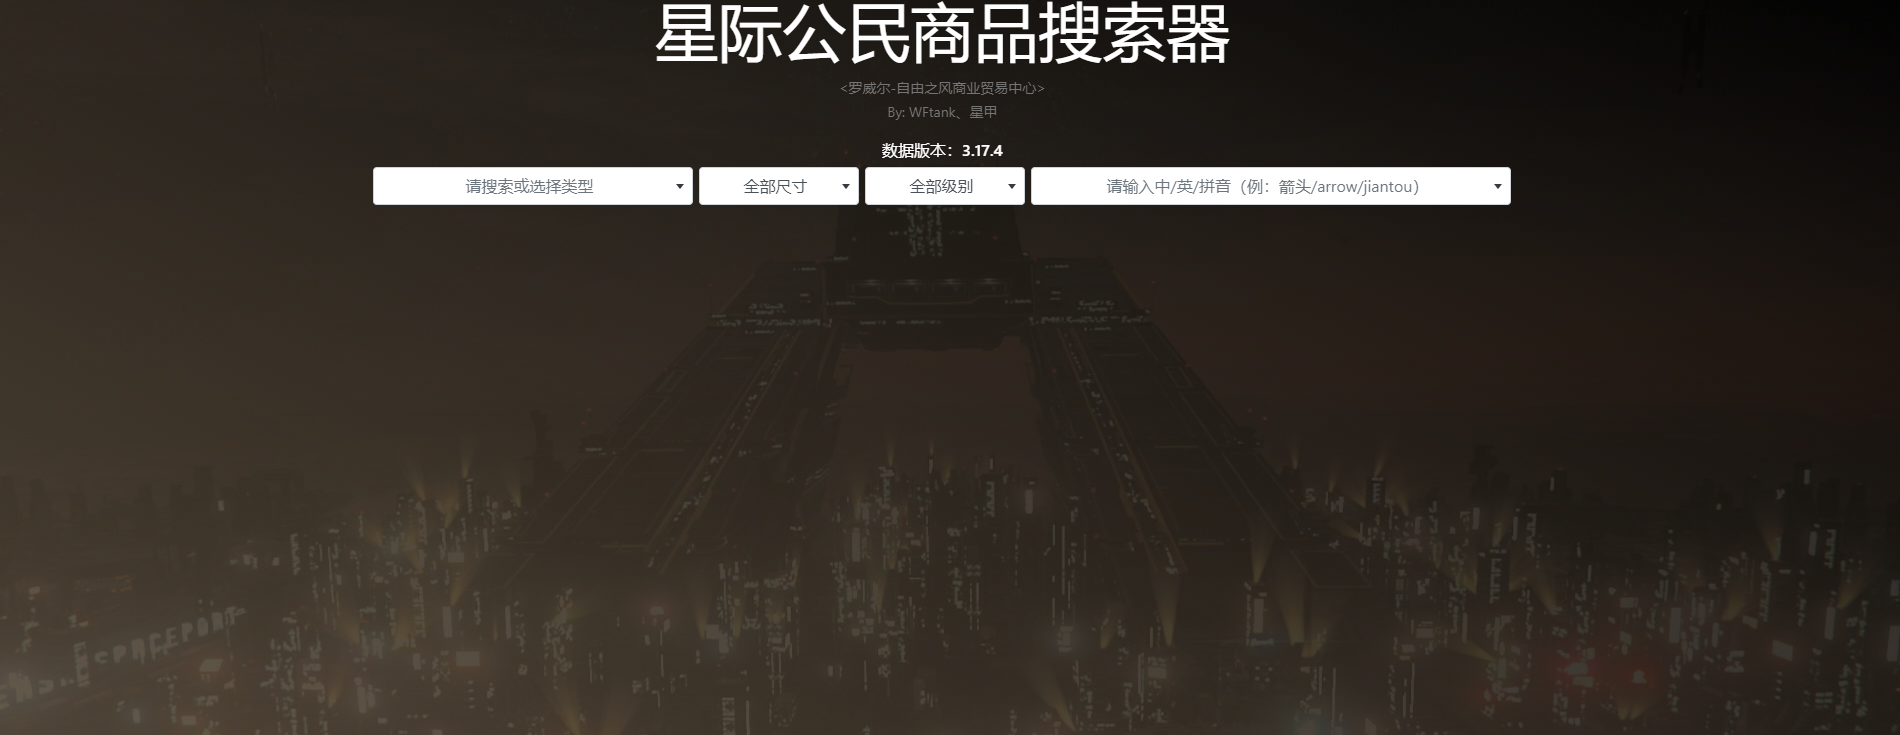 星际公民商品搜索器
<罗威尔-自由之风商业贸易中心>
By: WFtank、星甲
数据版本：3.17.4
请搜索或选择类型
全部尺寸
全部级别
请输入中/英/拼音（例：箭头/arrow/jiantou）
SPACEPORT